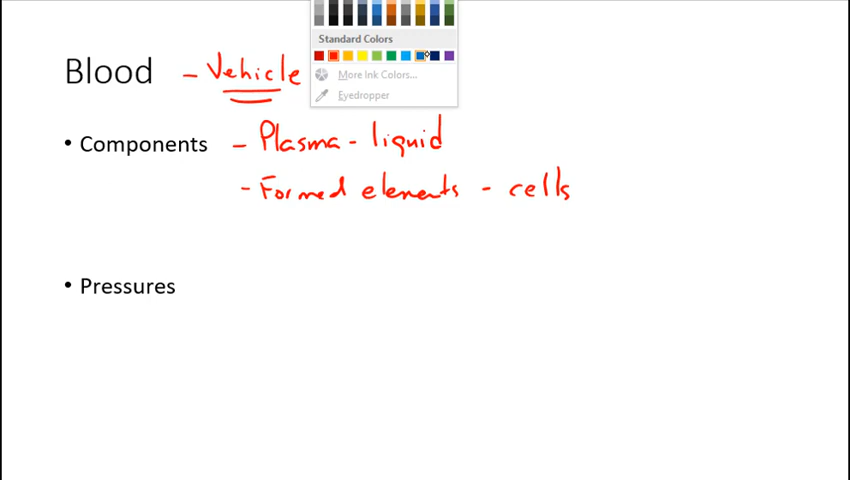 Standard Colors
Blood - Vehicle
More Ink Colors...
Eyedropper
• Components - Plasma - liquid
- Formed elements - cells
• Pressures